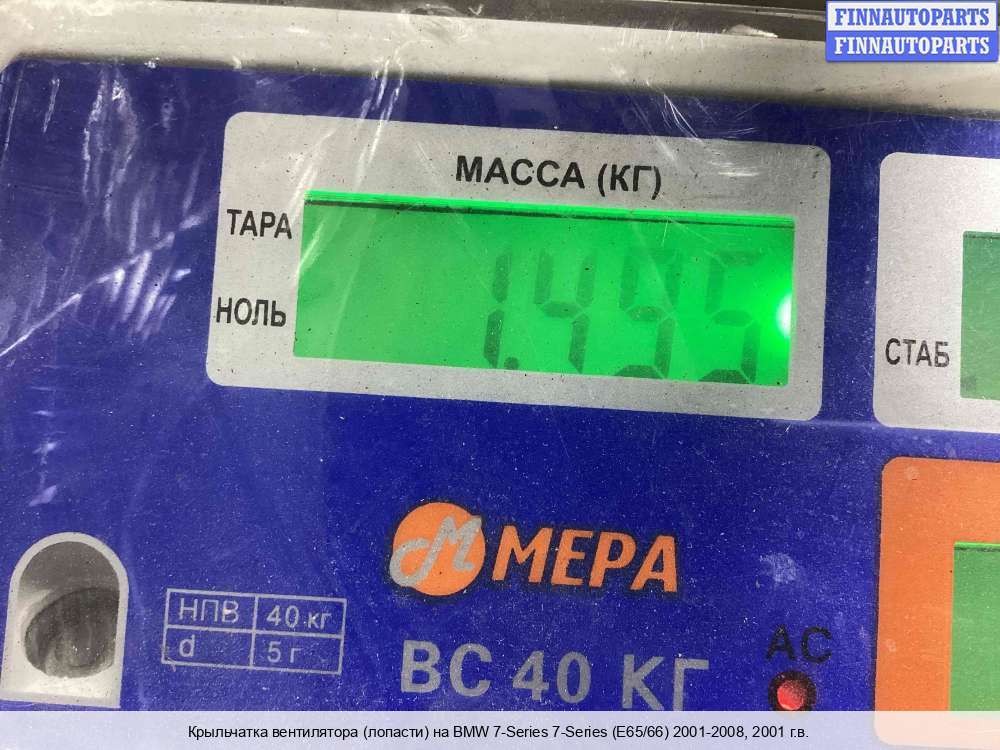 FINNAUTOPARTS
FINNAUTOPARTS
МАССА (КГ)
ТАРА
1.495
НОЛЬ
СТАБ
М МЕРА
НПВ 40 кг
d 5 г
ВС 40 КГ
АС
Крыльчатка вентилятора (лопасти) на BMW 7-Series 7-Series (E65/66) 2001-2008, 2001 г.в.